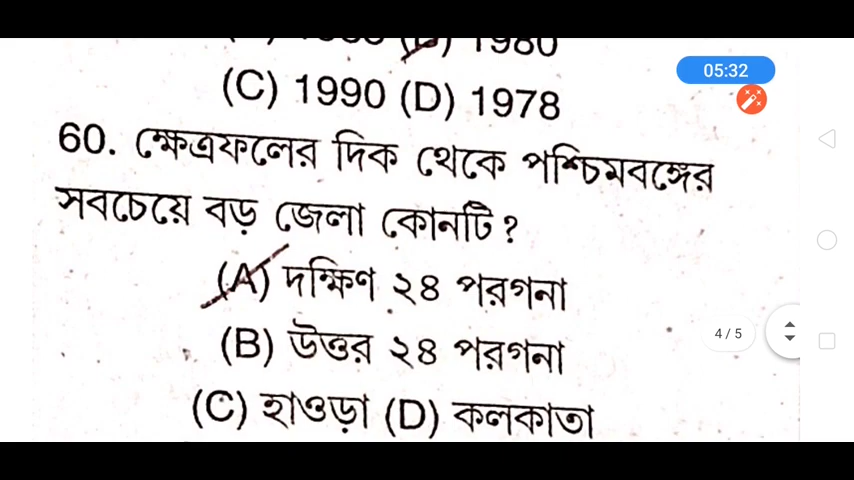 1980
05:32
(C) 1990 (D) 1978
60. ক্ষেত্রফলের দিক থেকে পশ্চিমবঙ্গের
সবচেয়ে বড় জেলা কোনটি?
(A) দক্ষিণ ২৪ পরগনা
(B) উত্তর ২৪ পরগনা
4 / 5
(C) হাওড়া (D) কলকাতা